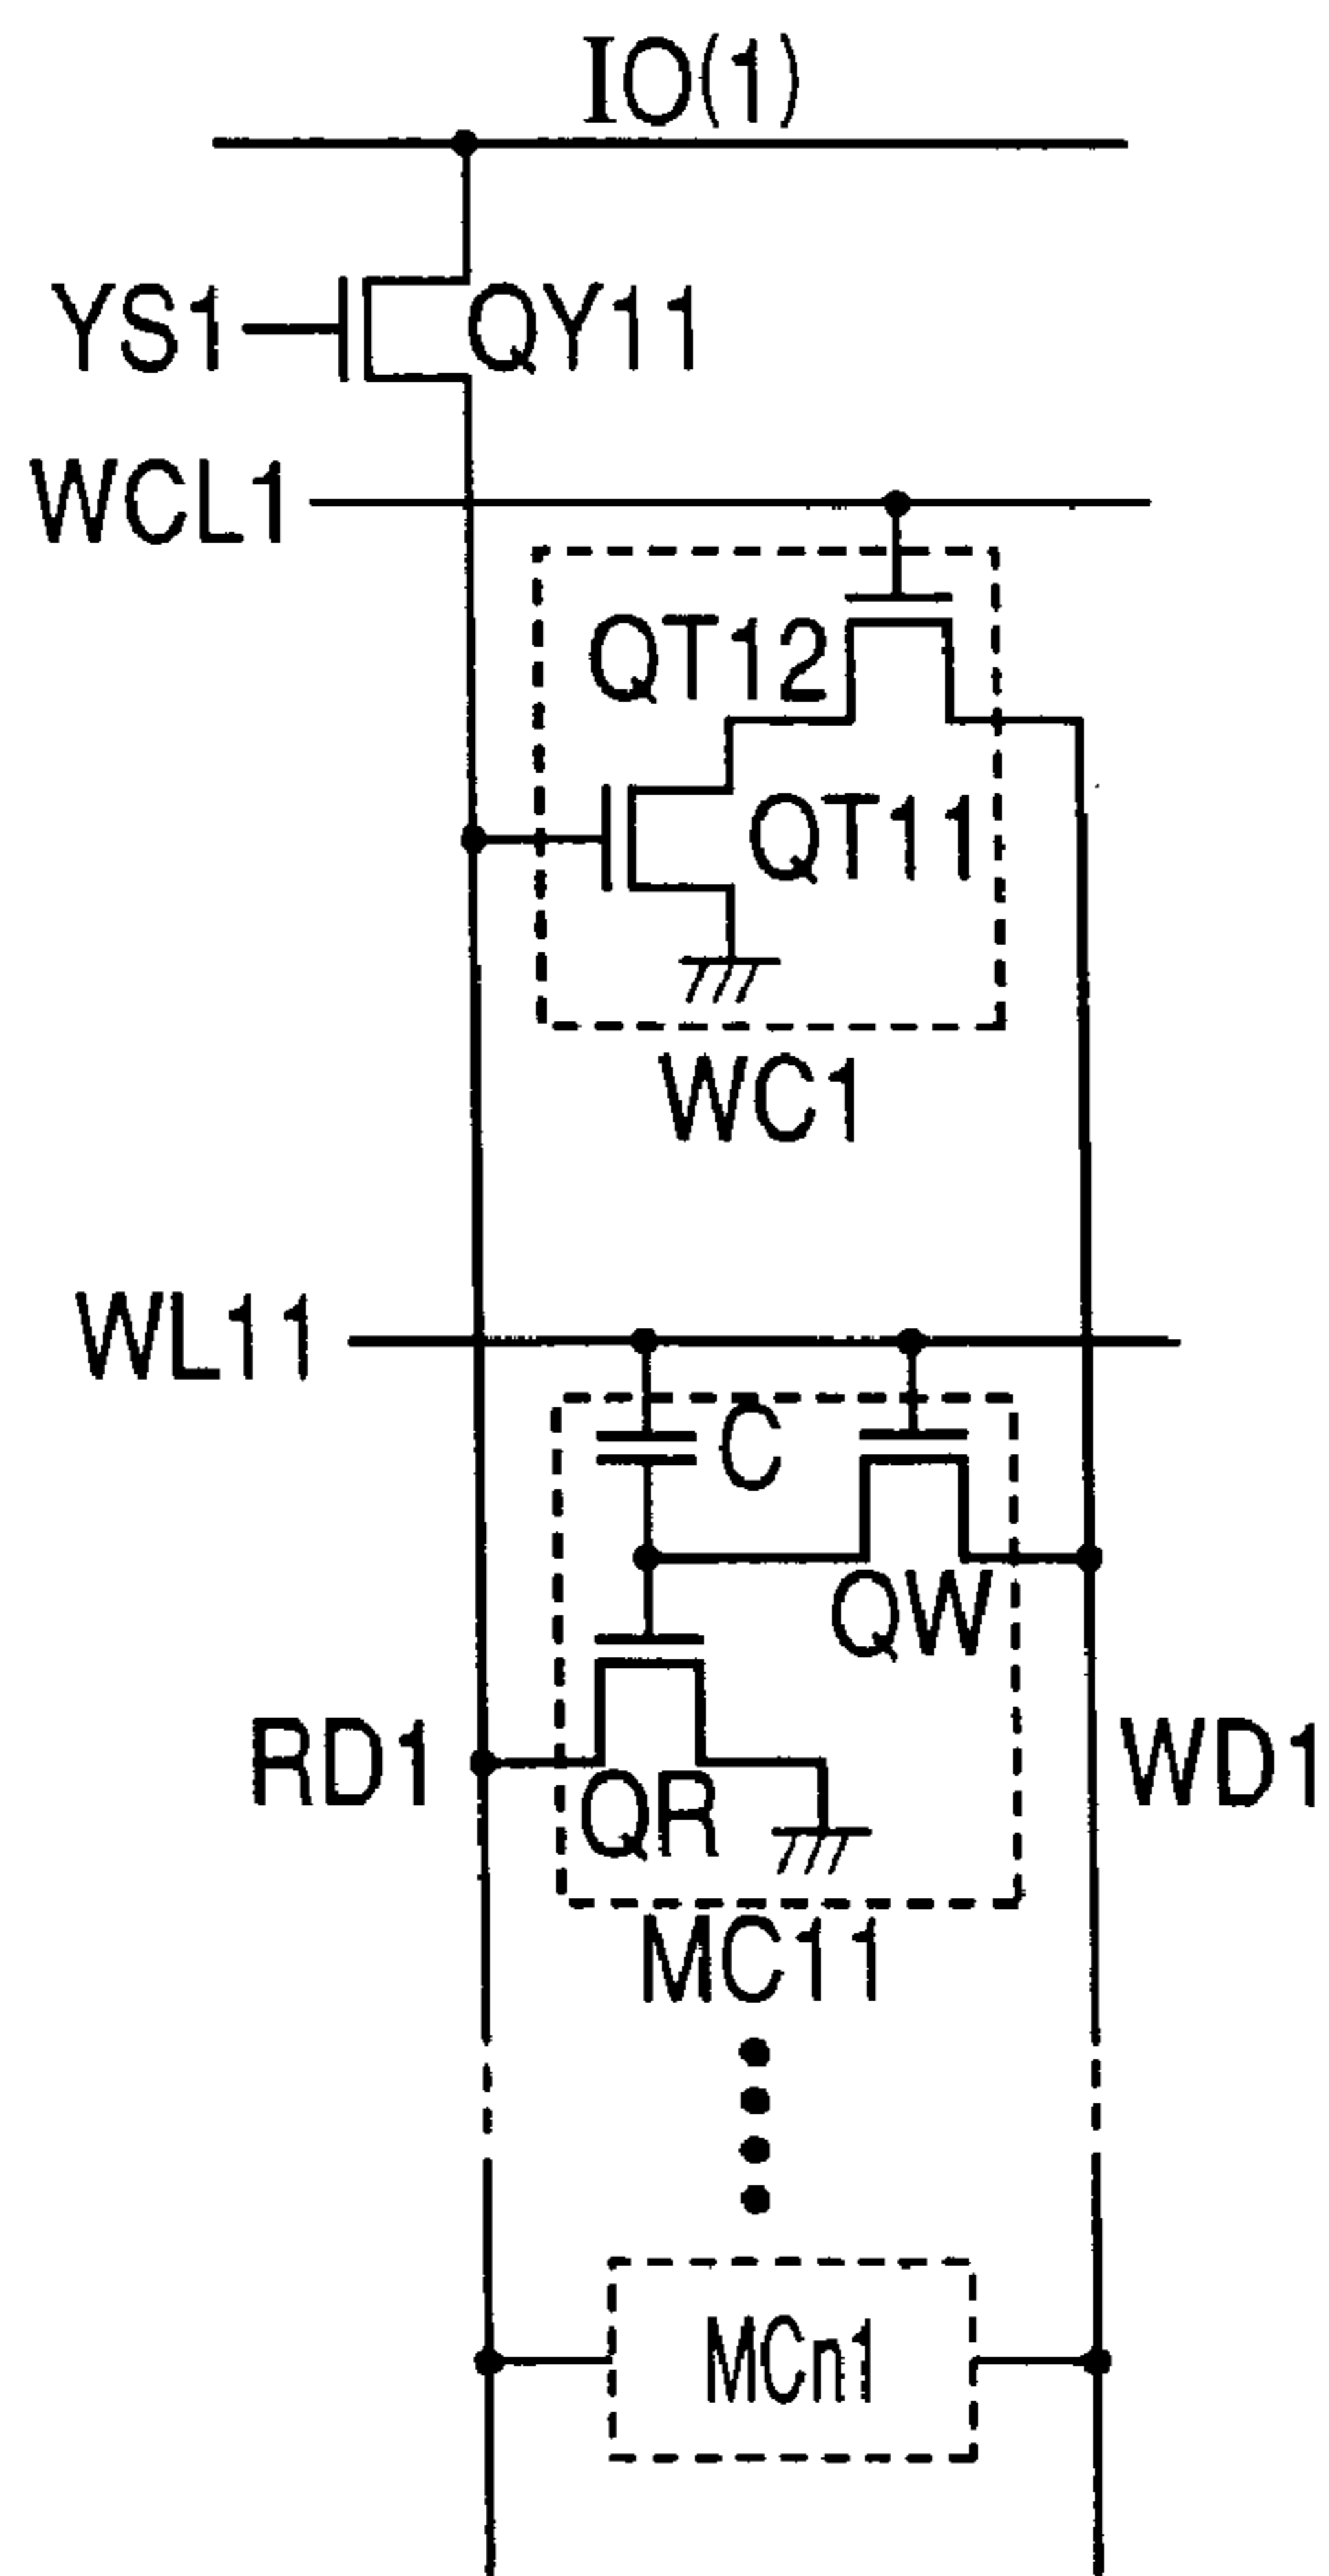 IO(1)
YS1
QY11
WCL1
QT12
QT11
WC1
WL11
C
QW
RD1
QR
WD1
MC11
MCn1